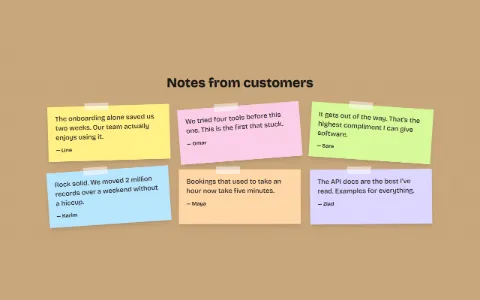 Notes from customers
The onboarding alone saved us
two weeks. Our team actually
enjoys using it.
— Lina
We tried four tools before this
one. This is the first that stuck.
— Omar
It gets out of the way. That's the
highest compliment I can give
software.
— Sara
Rock solid. We moved 2 million
records over a weekend without
a hiccup.
— Karim
Bookings that used to take an
hour now take five minutes.
— Maya
The API docs are the best I've
read. Examples for everything.
— Ziad